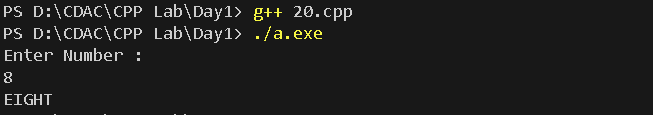 PS D:\CDAC\CPP Lab\Day1> g++ 20.cpp
PS D:\CDAC\CPP Lab\Day1> ./a.exe
Enter Number :
8
EIGHT